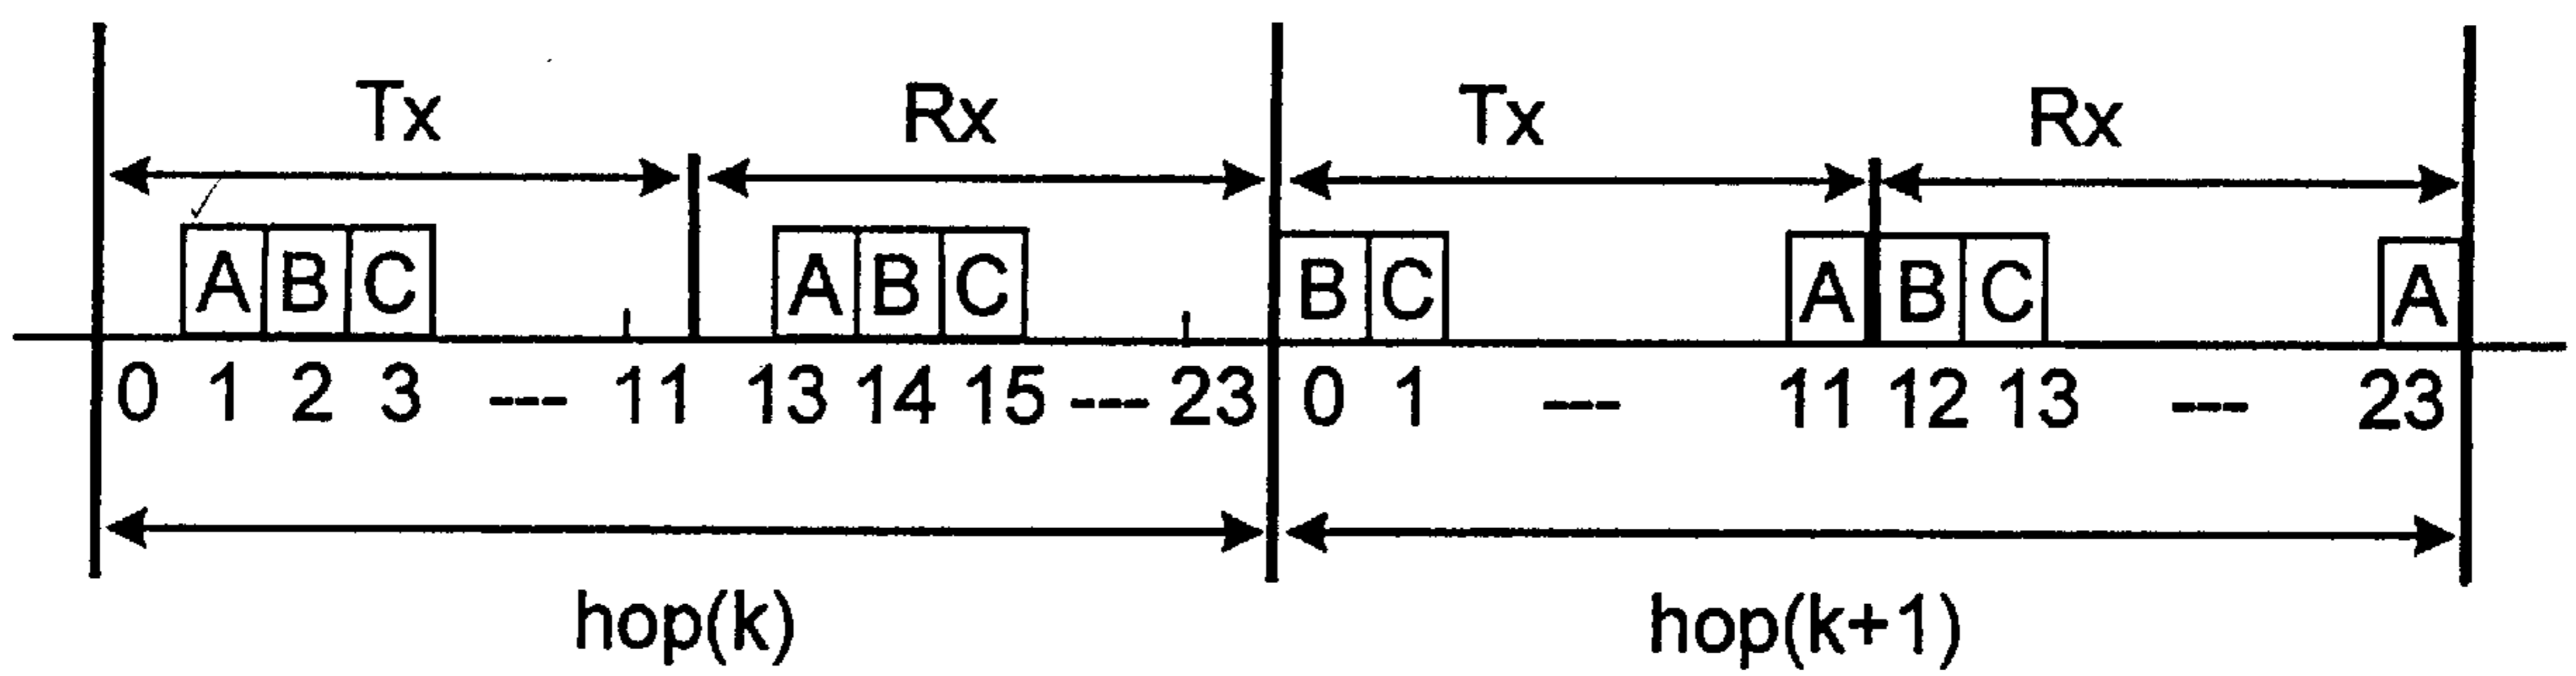 Tx Rx Tx Rx
A B C A B C B C A B C A
0 1 2 3 --- 11 13 14 15 --- 23 0 1 --- 11 12 13 --- 23
hop(k) hop(k+1)